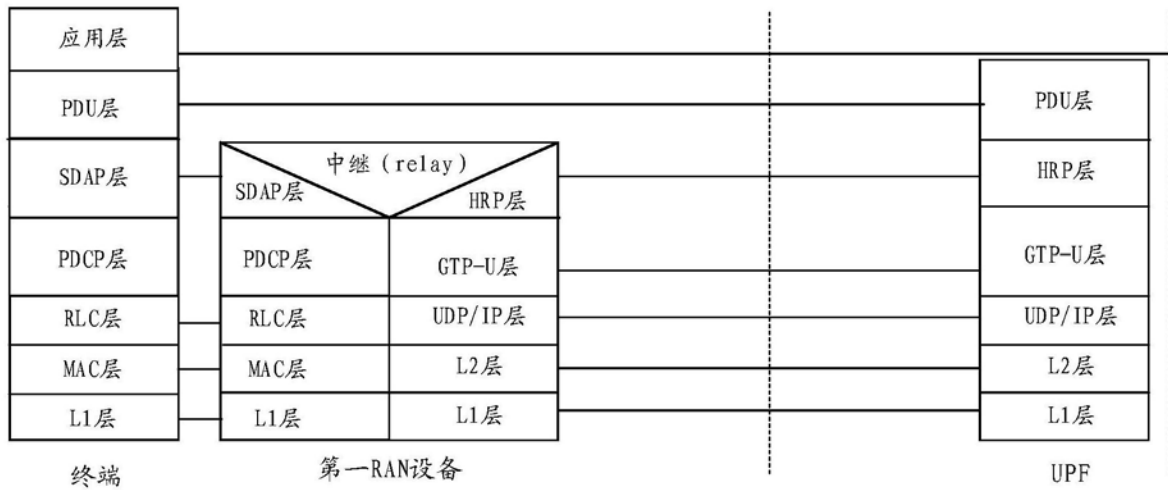 应用层
PDU层
SDAP层
PDCP层
RLC层
MAC层
L1层
终端
中继(relay)
SDAP层
HRP层
PDCP层
GTP-U层
RLC层
UDP/IP层
MAC层
L2层
L1层
L1层
第一RAN设备
PDU层
HRP层
GTP-U层
UDP/IP层
L2层
L1层
UPF